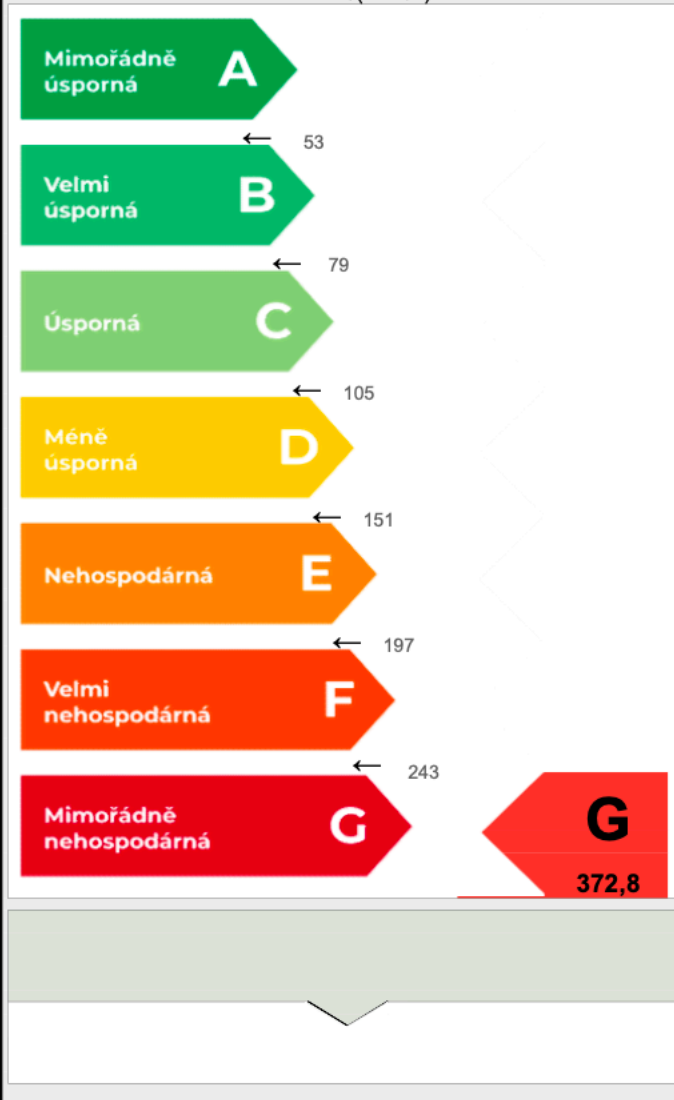 Mimořádně
úsporná
A
53
Velmi
úsporná
B
79
Úsporná
C
105
Méně
úsporná
D
151
Nehospodárná
E
197
Velmi
nehospodárná
F
243
Mimořádně
nehospodárná
G
G
372,8